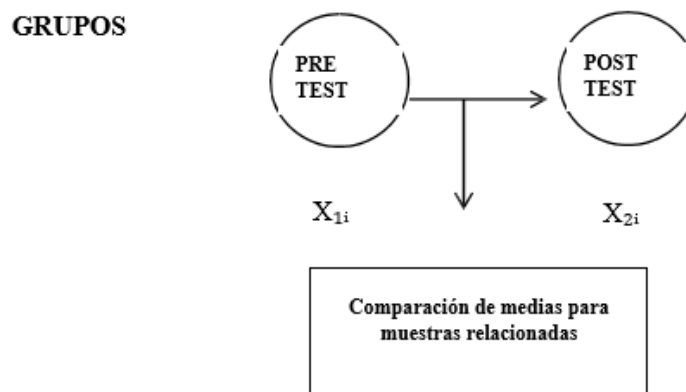 GRUPOS
PRE
TEST
POST
TEST
X1i
X2i
Comparación de medias para
muestras relacionadas